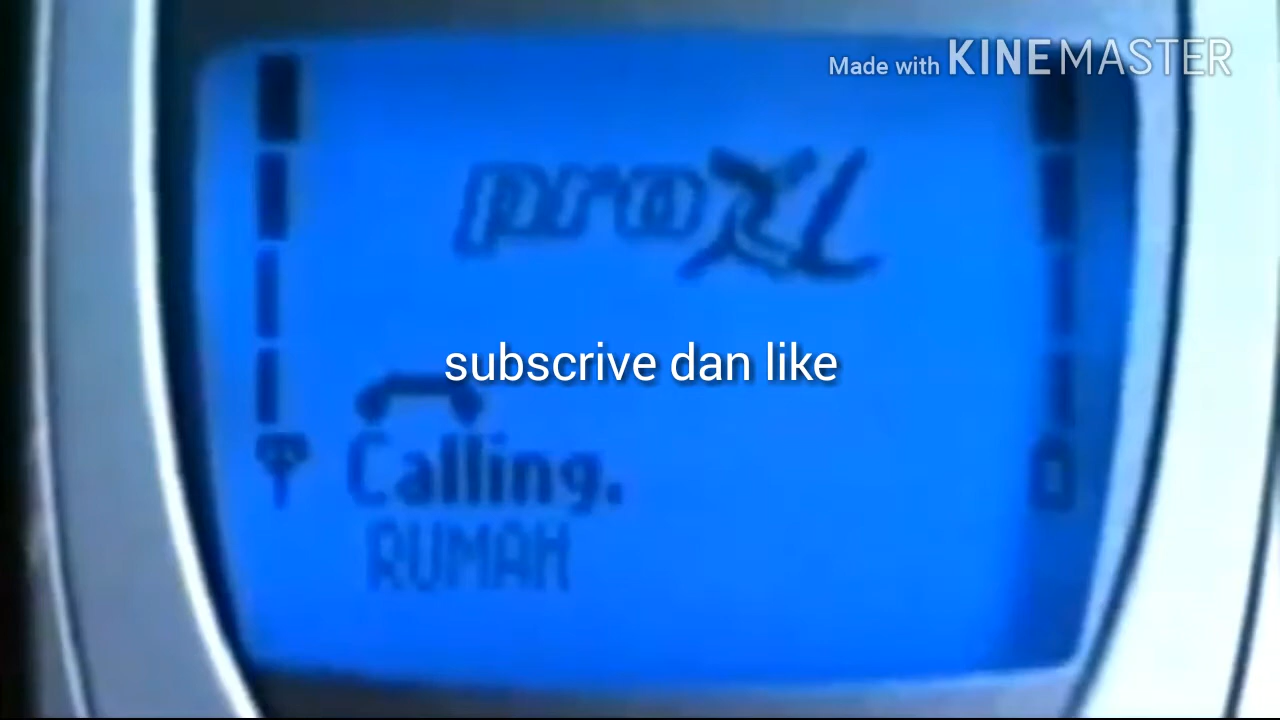 Made with KINEMASTER
proXL
subscrive dan like
Calling.
RUMAH